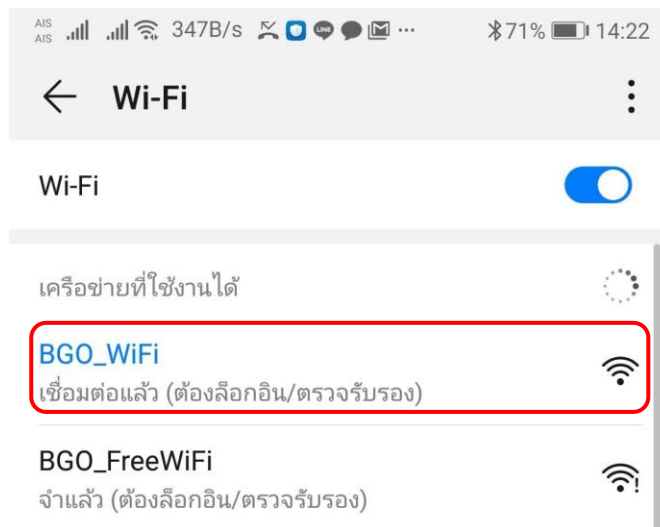 AIS
AIS
347B/s
71% 14:22
Wi-Fi
Wi-Fi
เครือข่ายที่ใช้งานได้
BGO_WiFi
เชื่อมต่อแล้ว (ต้องล็อกอิน/ตรวจรับรอง)
BGO_FreeWiFi
จำแล้ว (ต้องล็อกอิน/ตรวจรับรอง)